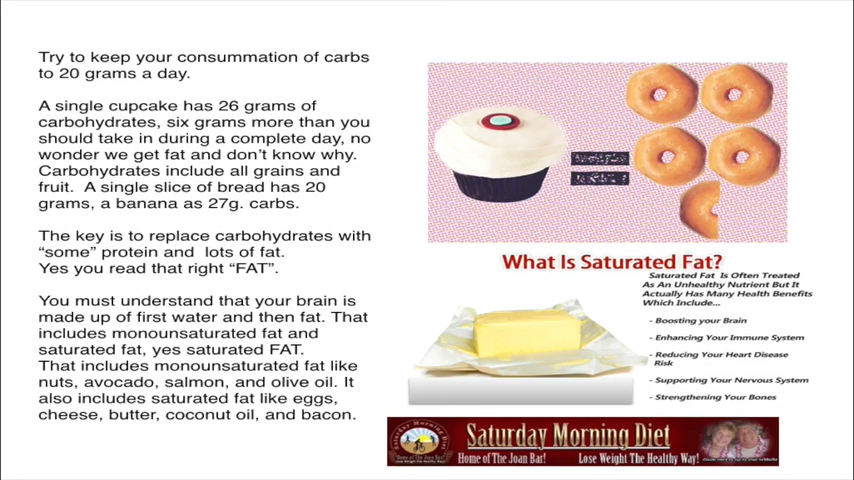 Try to keep your consummation of carbs
to 20 grams a day.
A single cupcake has 26 grams of
carbohydrates, six grams more than you
should take in during a complete day, no
wonder we get fat and don't know why.
Carbohydrates include all grains and
fruit. A single slice of bread has 20
grams, a banana as 27g. carbs.
The key is to replace carbohydrates with
“some” protein and lots of fat.
Yes you read that right “FAT”.
You must understand that your brain is
made up of first water and then fat. That
includes monounsaturated fat and
saturated fat, yes saturated FAT.
That includes monounsaturated fat like
nuts, avocado, salmon, and olive oil. It
also includes saturated fat like eggs,
cheese, butter, coconut oil, and bacon.
What Is Saturated Fat?
Saturated Fat Is Often Treated
As An Unhealthy Nutrient But It
Actually Has Many Health Benefits
Which Include...
- Boosting your Brain
- Enhancing Your Immune System
- Reducing Your Heart Disease
Risk
- Supporting Your Nervous System
- Strengthening Your Bones
Saturday Morning Diet
Home of The Joan Bar! Lose Weight The Healthy Way!